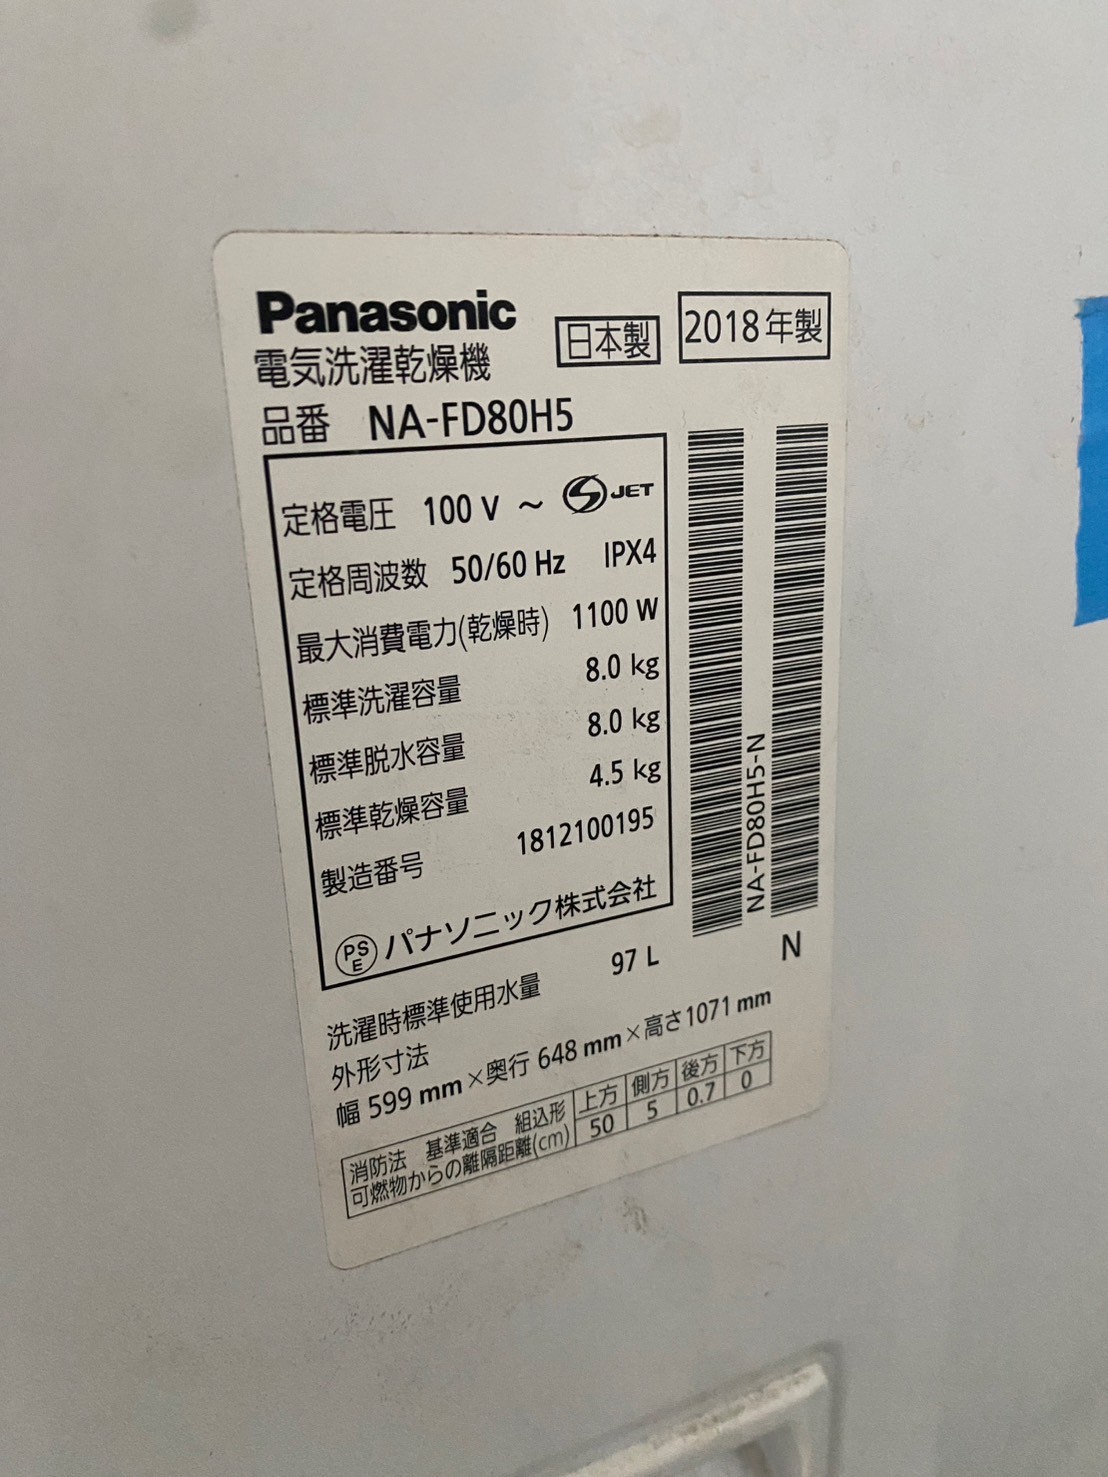 Panasonic
日本製
2018年製
電気洗濯乾燥機
品番 NA-FD80H5
定格電圧 100 V ~ S JET
定格周波数 50/60 Hz IPX4
最大消費電力(乾燥時) 1100 W
標準洗濯容量 8.0 kg
標準脱水容量 8.0 kg
標準乾燥容量 4.5 kg
製造番号 1812100195
PSE パナソニック株式会社
NA-FD80H5-N
N
洗濯時標準使用水量 97 L
外形寸法
幅 599 mm×奥行 648 mm×高さ1071 mm
消防法 基準適合 組込形 上方 側方 後方 下方
可燃物からの離隔距離(cm) 50 5 0.7 0